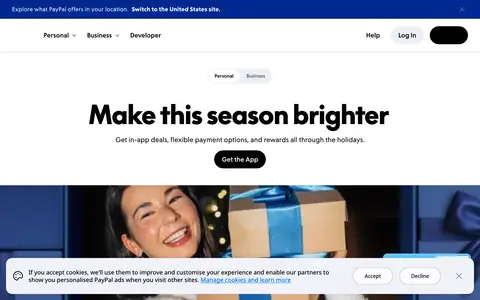 Explore what PayPal offers in your location. Switch to the United States site.
Personal Business Developer Help Log In
Personal Business
Make this season brighter
Get in-app deals, flexible payment options, and rewards all through the holidays.
Get the App
If you accept cookies, we'll use them to improve and customise your experience and enable our partners to
show you personalised PayPal ads when you visit other sites. Manage cookies and learn more
Accept Decline